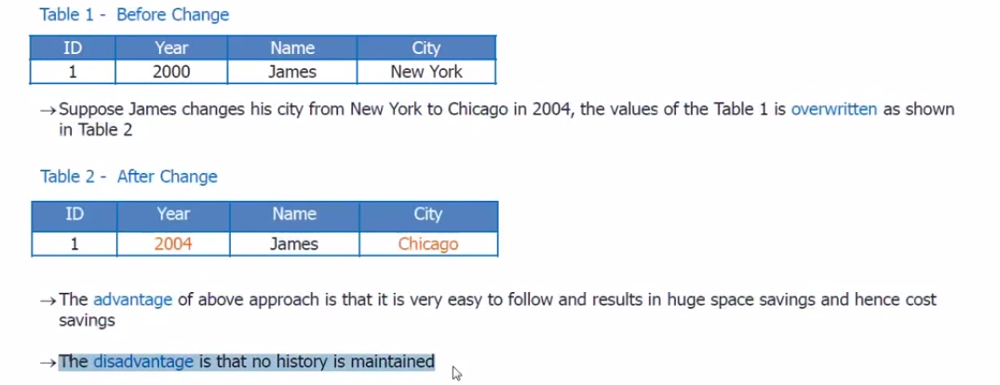 Table 1 - Before Change
ID Year Name City
1 2000 James New York
→Suppose James changes his city from New York to Chicago in 2004, the values of the Table 1 is overwritten as shown
in Table 2
Table 2 - After Change
ID Year Name City
1 2004 James Chicago
→The advantage of above approach is that it is very easy to follow and results in huge space savings and hence cost
savings
→The disadvantage is that no history is maintained